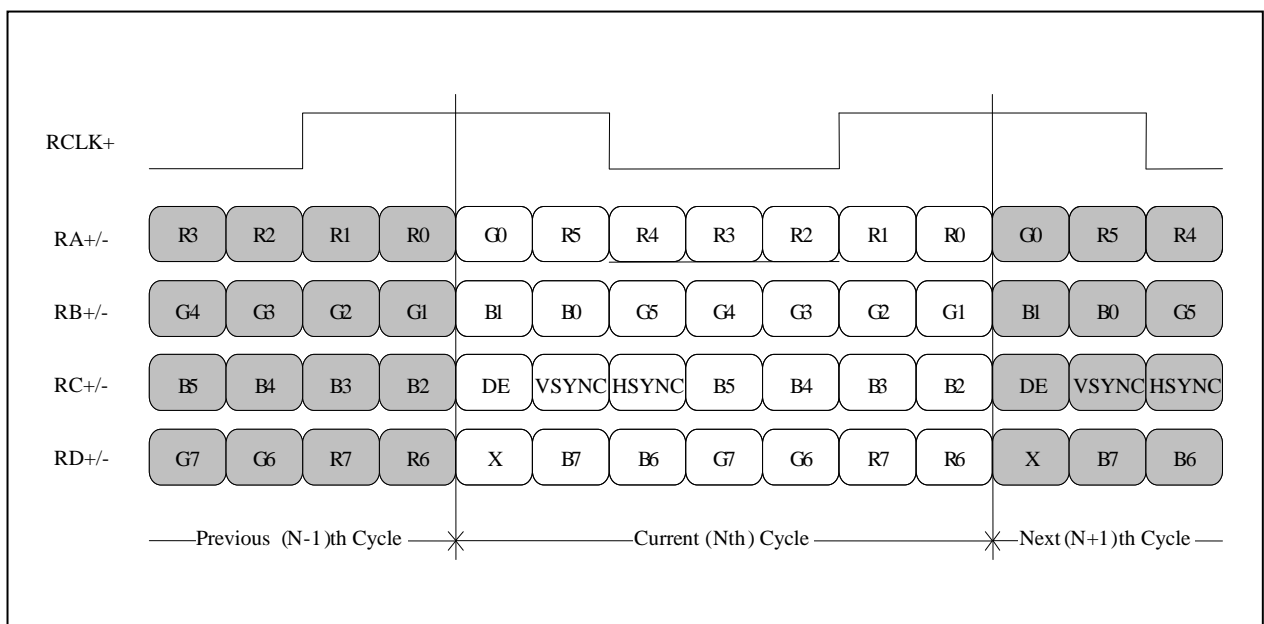 RCLK+
RA+/- R3 R2 R1 R0 G0 R5 R4 R3 R2 R1 R0 G0 R5 R4
RB+/- G4 G3 G2 G1 B1 B0 G5 G4 G3 G2 G1 B1 B0 G5
RC+/- B5 B4 B3 B2 DE VSYNC HSYNC B5 B4 B3 B2 DE VSYNC HSYNC
RD+/- G7 G6 R7 R6 X B7 B6 G7 G6 R7 R6 X B7 B6
Previous (N-1)th Cycle Current (Nth) Cycle Next (N+1)th Cycle